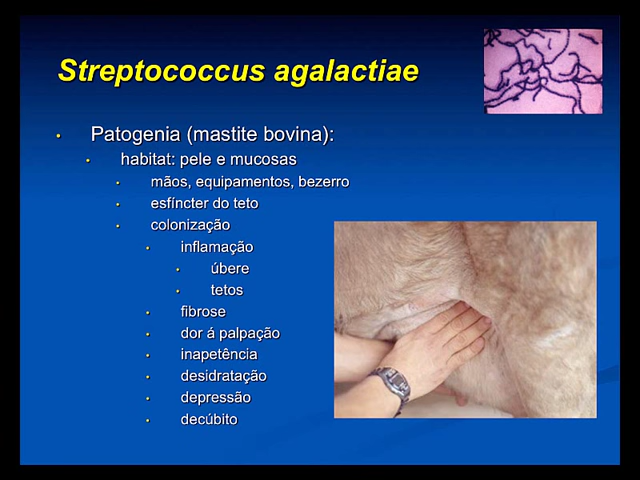 Streptococcus agalactiae
Patogenia (mastite bovina):
habitat: pele e mucosas
mãos, equipamentos, bezerro
esfíncter do teto
colonização
inflamação
úbere
tetos
fibrose
dor á palpação
inapetência
desidratação
depressão
decúbito